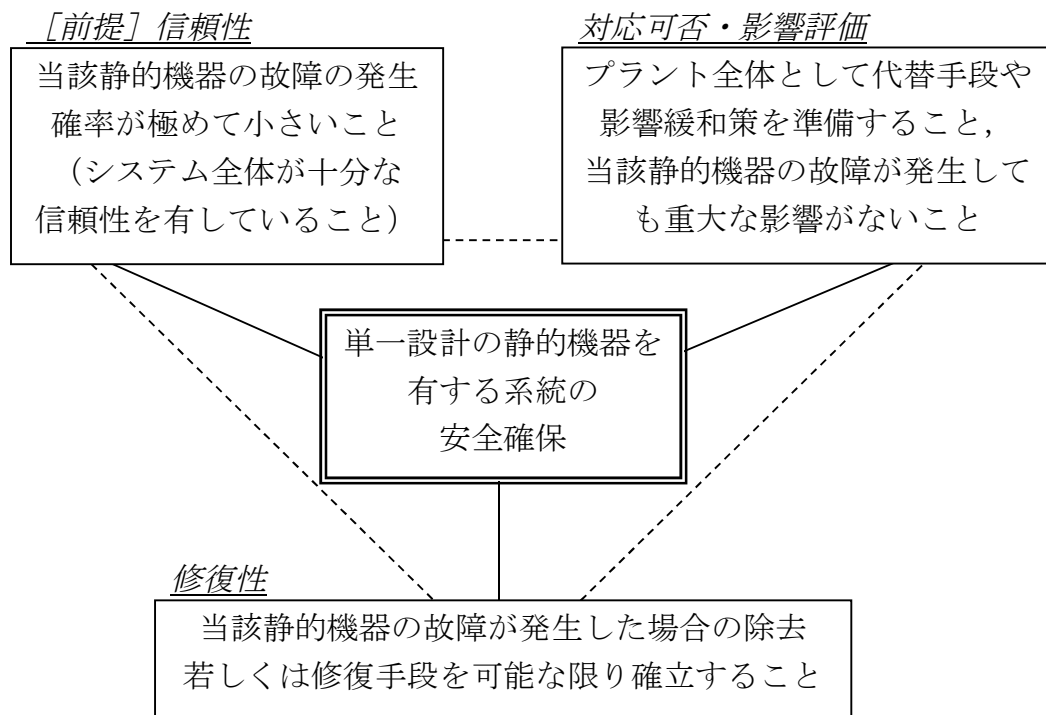 ［前提］信頼性
当該静的機器の故障の発生
確率が極めて小さいこと
（システム全体が十分な
信頼性を有していること）
対応可否・影響評価
プラント全体として代替手段や
影響緩和策を準備すること，
当該静的機器の故障が発生して
も重大な影響がないこと
単一設計の静的機器を
有する系統の
安全確保
修復性
当該静的機器の故障が発生した場合の除去
若しくは修復手段を可能な限り確立すること